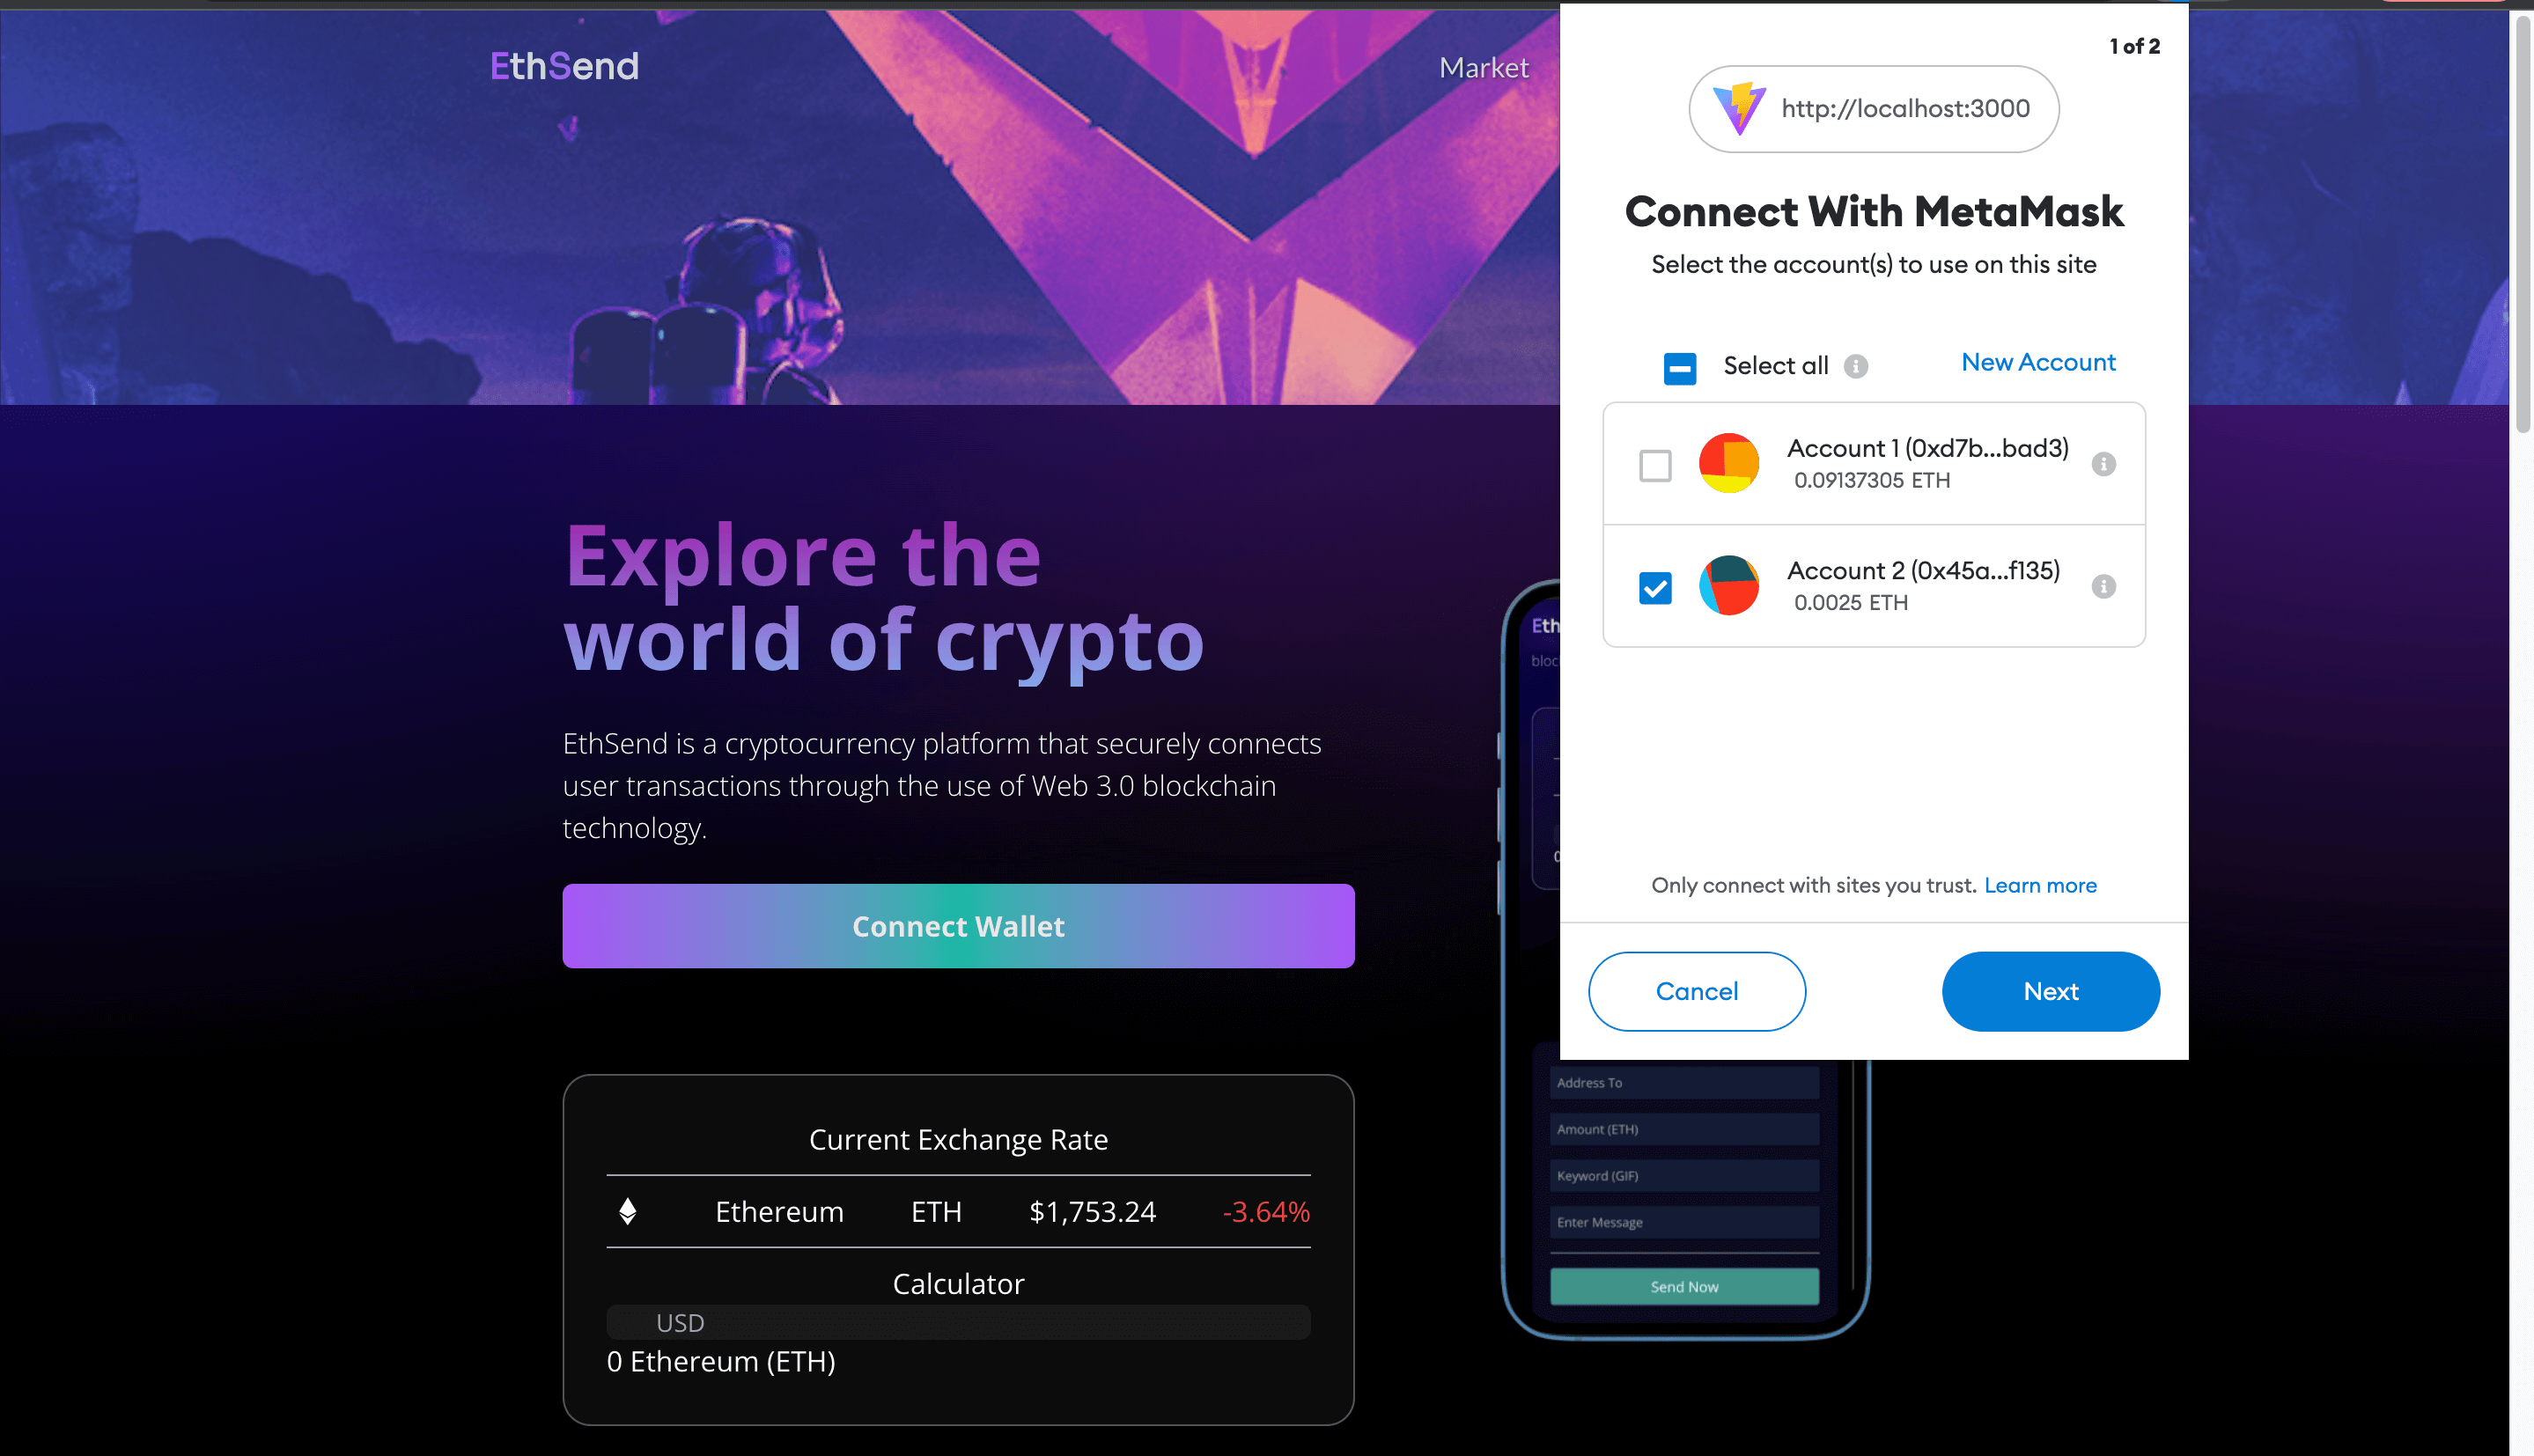 EthSend
Market
Explore the
world of crypto
EthSend is a cryptocurrency platform that securely connects
user transactions through the use of Web 3.0 blockchain
technology.
Connect Wallet
Current Exchange Rate
Ethereum ETH $1,753.24 -3.64%
Calculator
USD
0 Ethereum (ETH)
1 of 2
http://localhost:3000
Connect With MetaMask
Select the account(s) to use on this site
Select all
New Account
Account 1 (0xd7b...bad3)
0.09137305 ETH
Account 2 (0x45a...f135)
0.0025 ETH
Only connect with sites you trust. Learn more
Cancel
Next
Eth
Address To
Amount (ETH)
Keyword (GIF)
Enter Message
Send Now